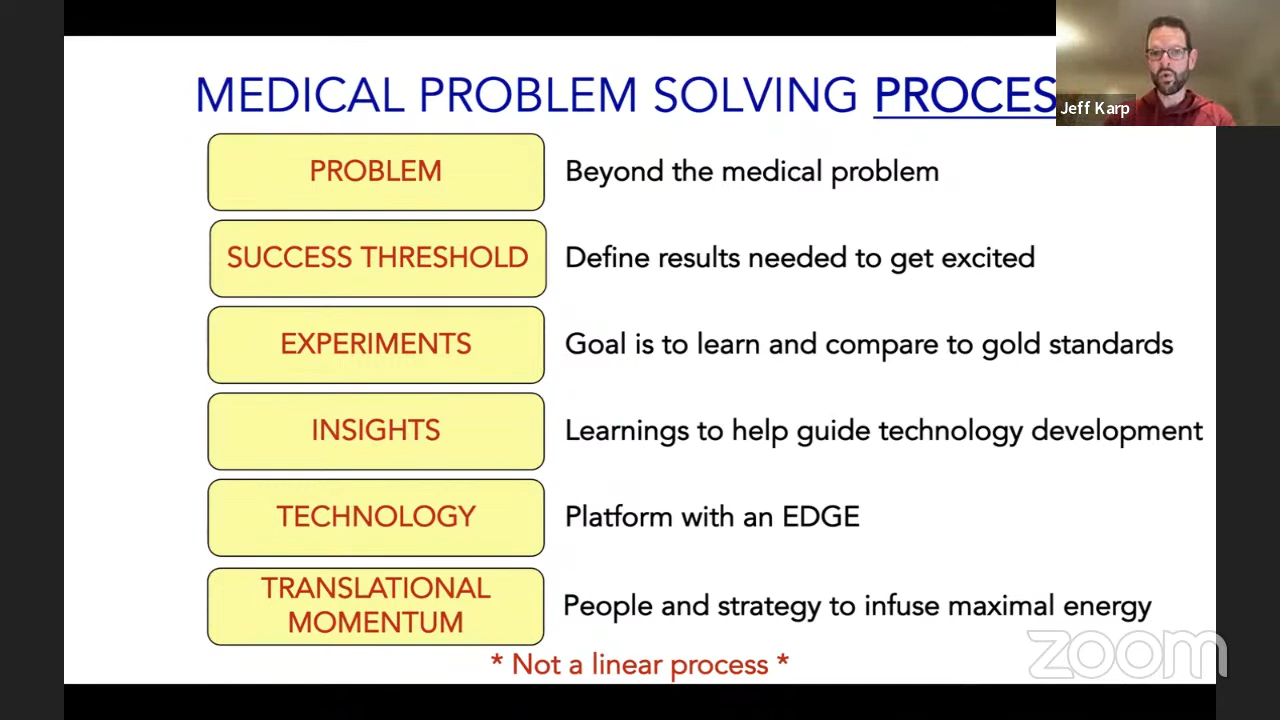 MEDICAL PROBLEM SOLVING PROCES
Jeff Karp
PROBLEM
Beyond the medical problem
SUCCESS THRESHOLD
Define results needed to get excited
EXPERIMENTS
Goal is to learn and compare to gold standards
INSIGHTS
Learnings to help guide technology development
TECHNOLOGY
Platform with an EDGE
TRANSLATIONAL
MOMENTUM
People and strategy to infuse maximal energy
* Not a linear process *
zoom